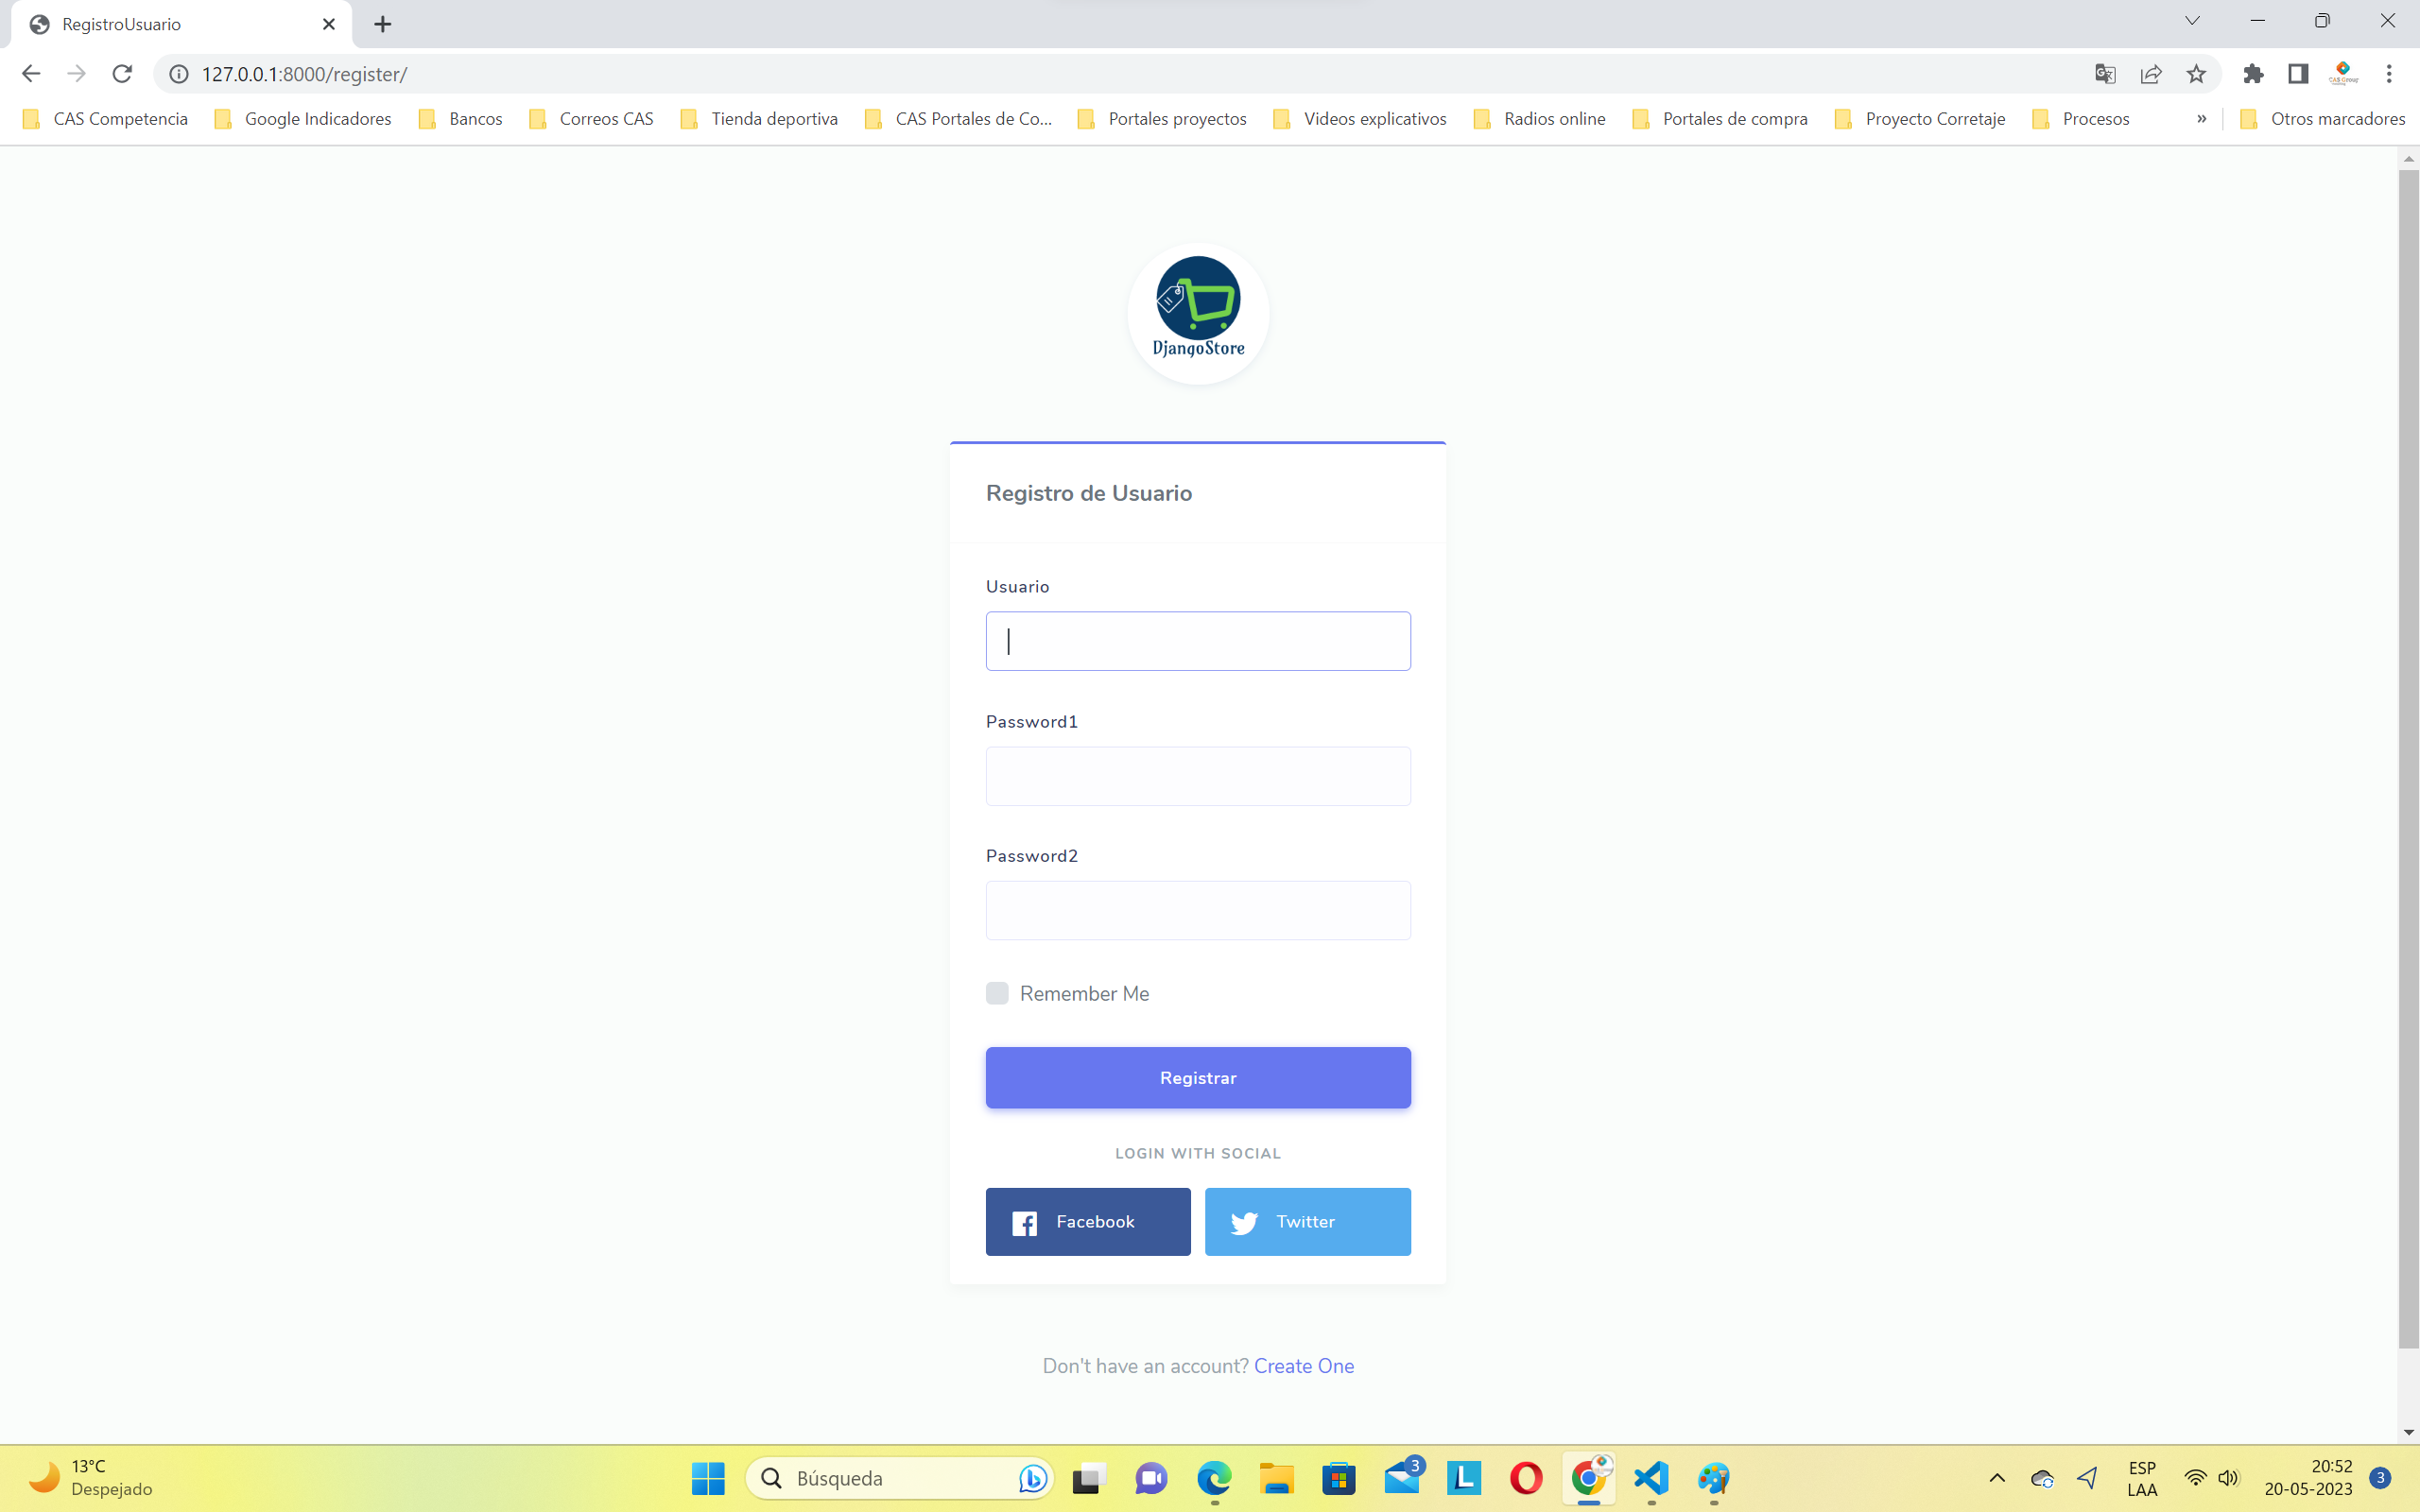 RegistroUsuario
127.0.0.1:8000/register/
CAS Competencia Google Indicadores Bancos Correos CAS Tienda deportiva CAS Portales de Co... Portales proyectos Videos explicativos Radios online Portales de compra Proyecto Corretaje Procesos » Otros marcadores
DjangoStore
Registro de Usuario
Usuario
Password1
Password2
Remember Me
Registrar
LOGIN WITH SOCIAL
Facebook Twitter
Don't have an account? Create One
13°C
Despejado
Búsqueda
3
L
ESP
LAA
20:52
20-05-2023
3